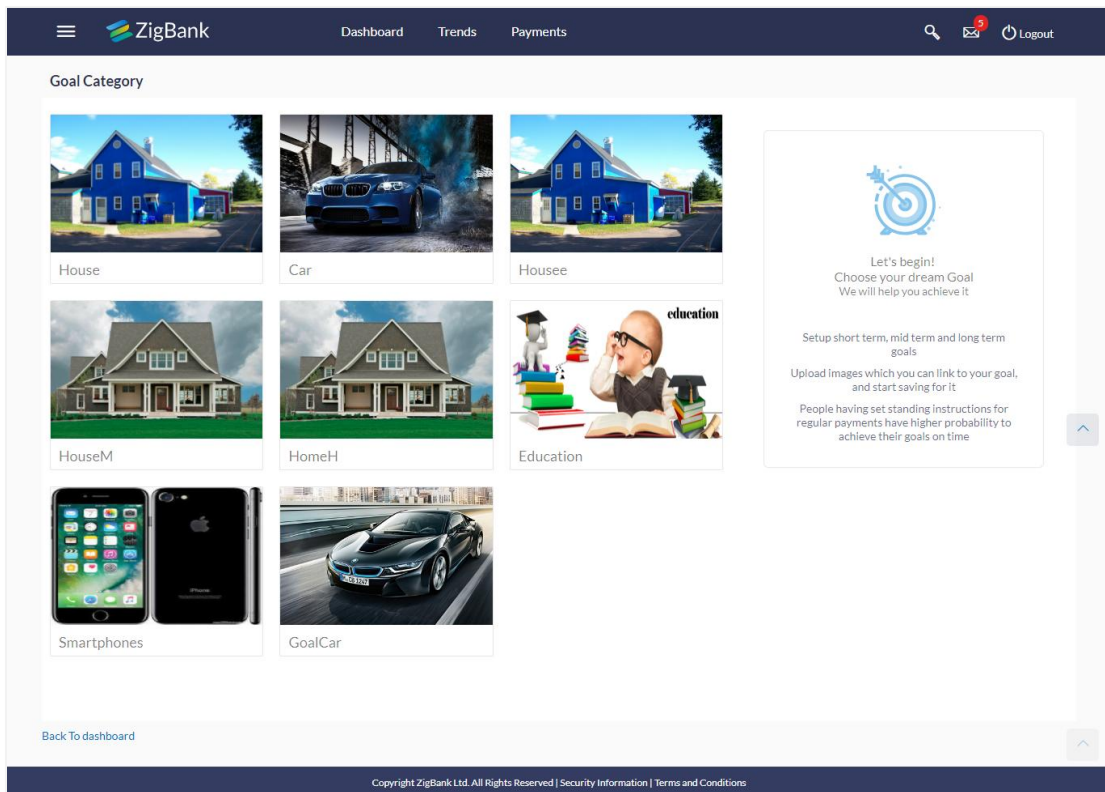 ZigBank
Dashboard
Trends
Payments
5
Logout
Goal Category
House
Car
Housee
HouseM
HomeH
education
Education
Smartphones
GoalCar
Let's begin!
Choose your dream Goal
We will help you achieve it
Setup short term, mid term and long term
goals
Upload images which you can link to your goal,
and start saving for it
People having set standing instructions for
regular payments have higher probability to
achieve their goals on time
Back To dashboard
Copyright ZigBank Ltd. All Rights Reserved | Security Information | Terms and Conditions